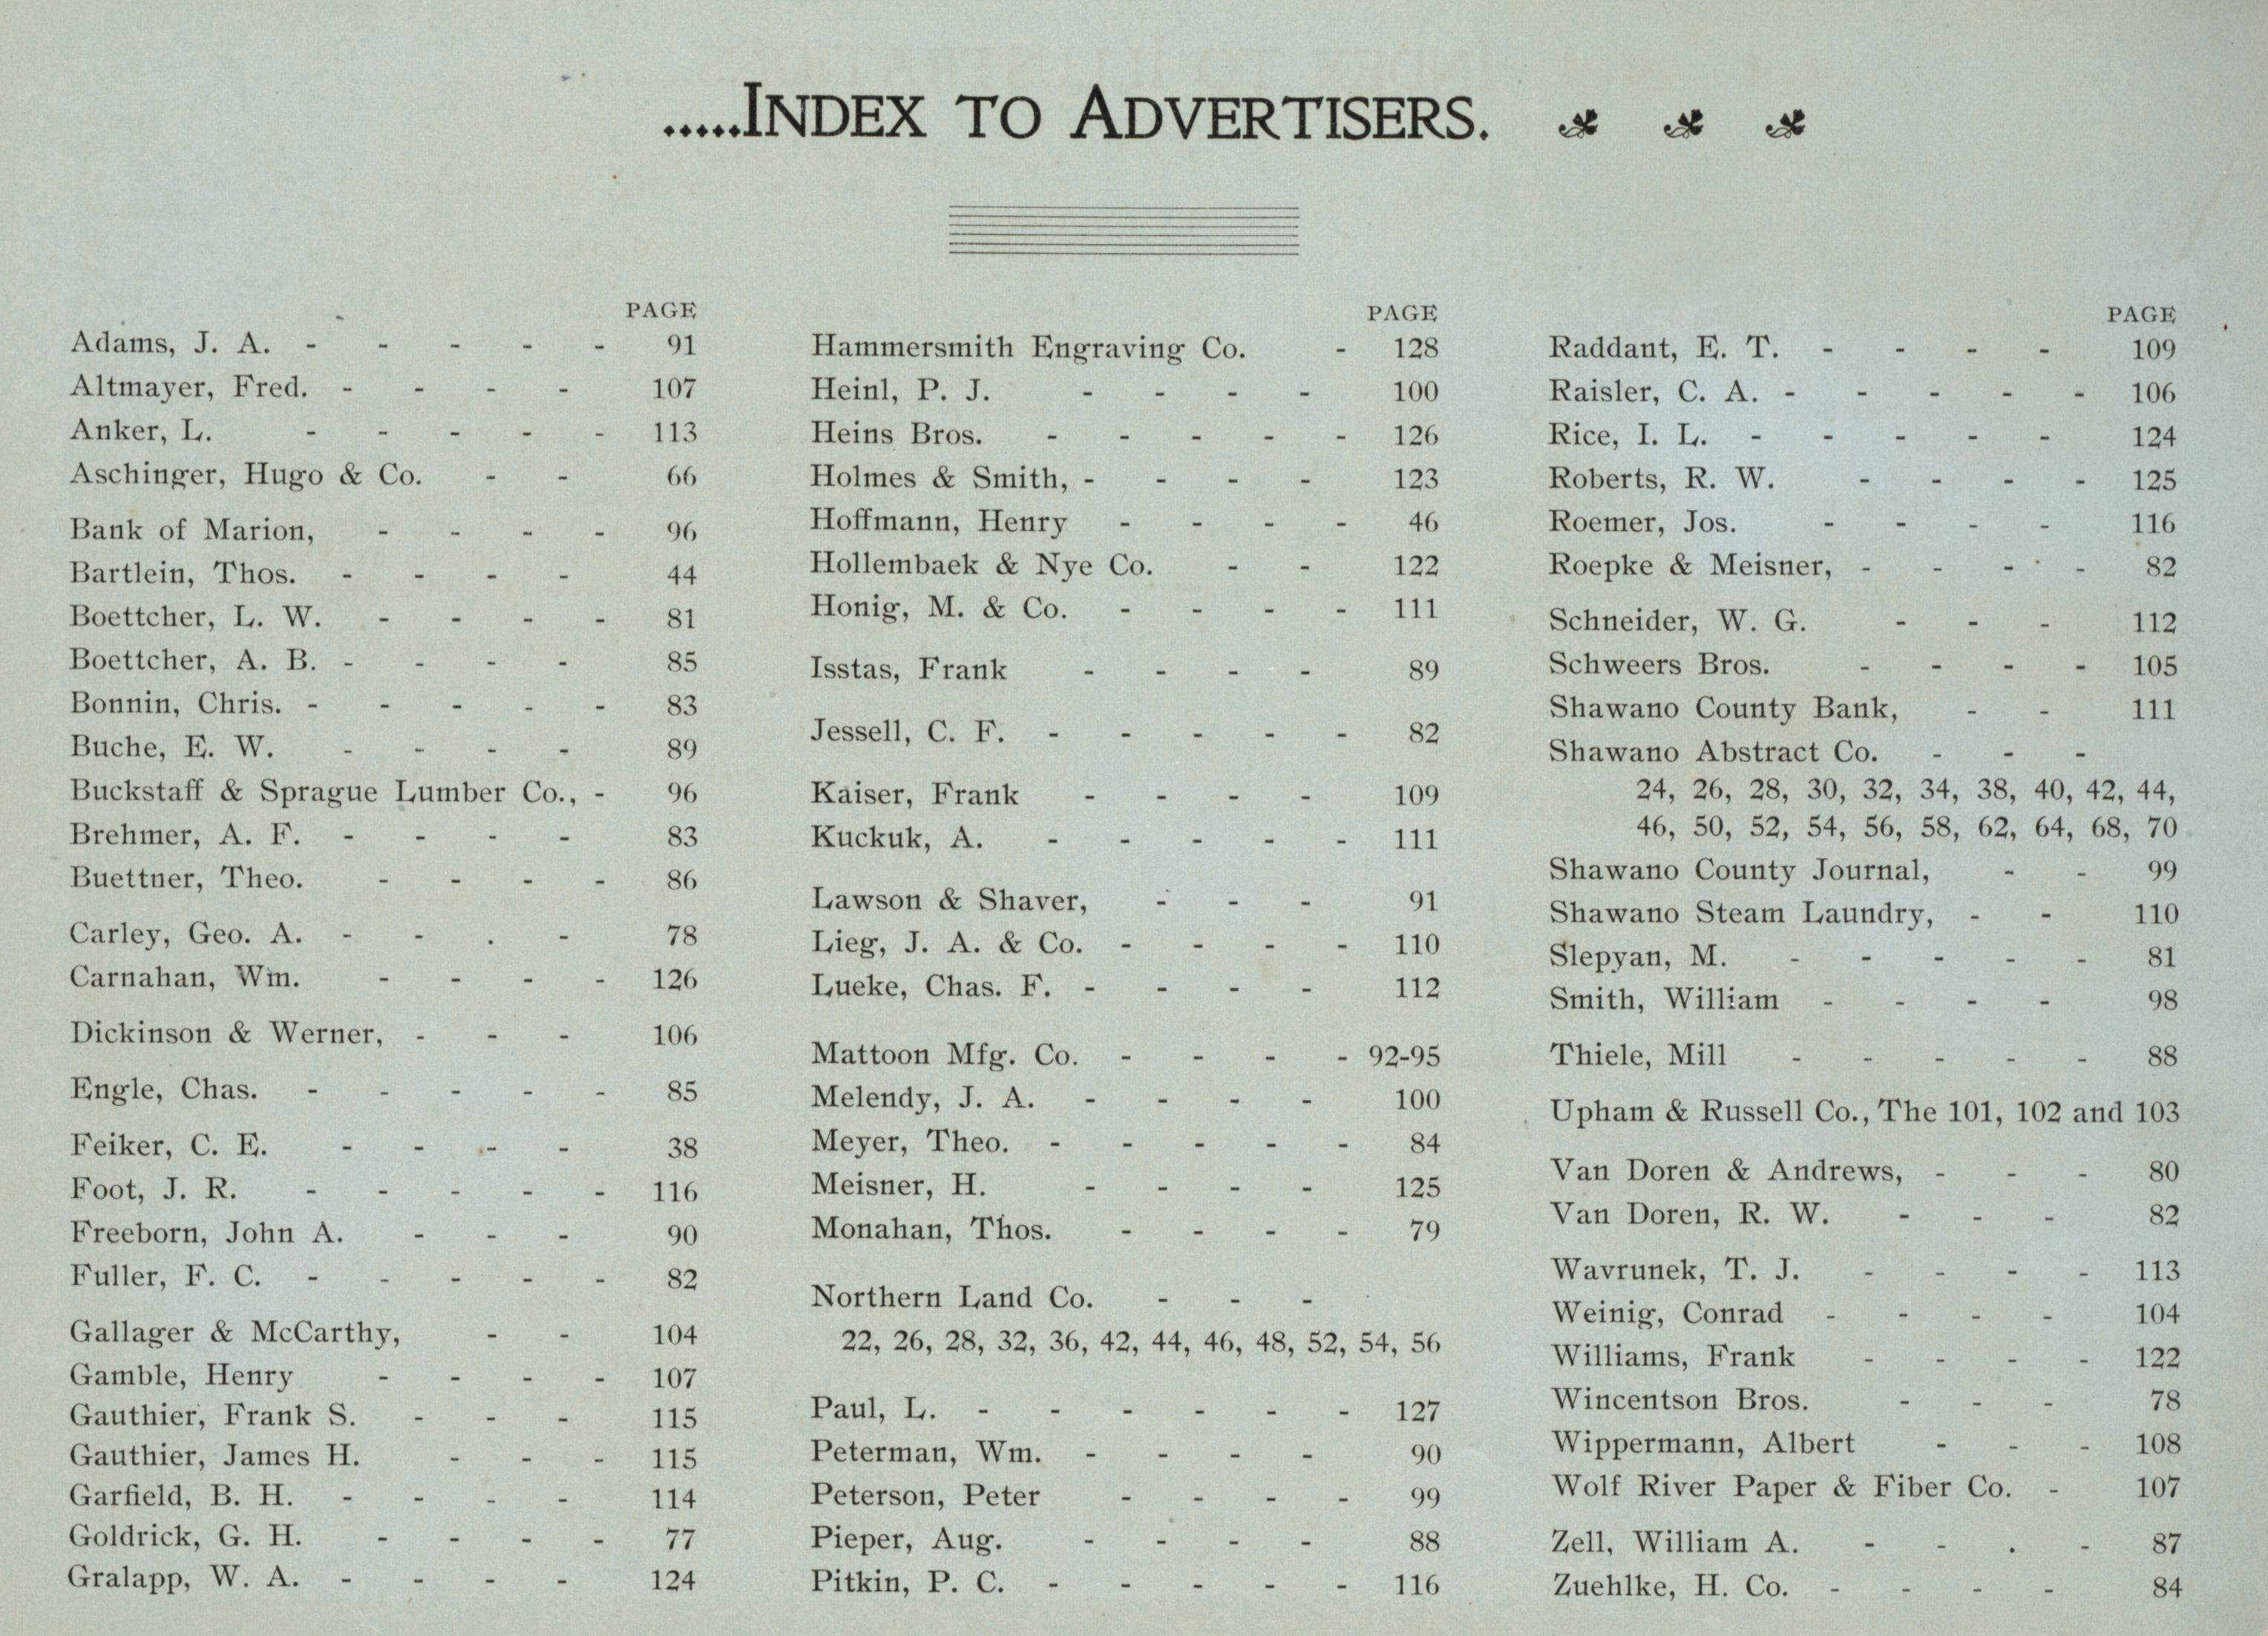 .....INDEX TO ADVERTISERS.
PAGE
Adams, J. A. - - - - - 91
Altmayer, Fred. - - - - 107
Anker, L. - - - - - 113
Aschinger, Hugo & Co. - - 66
Bank of Marion, - - - - 96
Bartlein, Thos. - - - - 44
Boettcher, L. W. - - - - 81
Boettcher, A. B. - - - - 85
Bonnin, Chris. - - - - - 83
Buche, E. W. - - - - 89
Buckstaff & Sprague Lumber Co., - 96
Brehmer, A. F. - - - - 83
Buettner, Theo. - - - - 86
Carley, Geo. A. - - . - 78
Carnahan, Wm. - - - - 126
Dickinson & Werner, - - - 106
Engle, Chas. - - - - - 85
Feiker, C. E. - - - - 38
Foot, J. R. - - - - - 116
Freeborn, John A. - - - 90
Fuller, F. C. - - - - - 82
Gallager & McCarthy, - - 104
Gamble, Henry - - - - 107
Gauthier, Frank S. - - - 115
Gauthier, James H. - - - 115
Garfield, B. H. - - - - 114
Goldrick, G. H. - - - - 77
Gralapp, W. A. - - - - 124
PAGE
Hammersmith Engraving Co. - 128
Heinl, P. J. - - - - 100
Heins Bros. - - - - - 126
Holmes & Smith, - - - - 123
Hoffmann, Henry - - - - 46
Hollembaek & Nye Co. - - 122
Honig, M. & Co. - - - - 111
Isstas, Frank - - - - 89
Jessell, C. F. - - - - - 82
Kaiser, Frank - - - - 109
Kuckuk, A. - - - - - 111
Lawson & Shaver, - - - 91
Lieg, J. A. & Co. - - - - 110
Lueke, Chas. F. - - - - 112
Mattoon Mfg. Co. - - - - 92-95
Melendy, J. A. - - - - 100
Meyer, Theo. - - - - - 84
Meisner, H. - - - - 125
Monahan, Thos. - - - - 79
Northern Land Co. - - -
22, 26, 28, 32, 36, 42, 44, 46, 48, 52, 54, 56
Paul, L. - - - - - - 127
Peterman, Wm. - - - - 90
Peterson, Peter - - - - 99
Pieper, Aug. - - - - 88
Pitkin, P. C. - - - - - 116
PAGE
Raddant, E. T. - - - - 109
Raisler, C. A. - - - - - 106
Rice, I. L. - - - - - 124
Roberts, R. W. - - - - 125
Roemer, Jos. - - - - 116
Roepke & Meisner, - - - - 82
Schneider, W. G. - - - 112
Schweers Bros. - - - - 105
Shawano County Bank, - - 111
Shawano Abstract Co. - - -
24, 26, 28, 30, 32, 34, 38, 40, 42, 44,
46, 50, 52, 54, 56, 58, 62, 64, 68, 70
Shawano County Journal, - - 99
Shawano Steam Laundry, - - 110
Slepyan, M. - - - - - 81
Smith, William - - - - 98
Thiele, Mill - - - - - 88
Upham & Russell Co., The 101, 102 and 103
Van Doren & Andrews, - - - 80
Van Doren, R. W. - - - 82
Wavrunek, T. J. - - - - 113
Weinig, Conrad - - - - 104
Williams, Frank - - - - 122
Wincentson Bros. - - - 78
Wippermann, Albert - - - 108
Wolf River Paper & Fiber Co. - 107
Zell, William A. - - . - 87
Zuehlke, H. Co. - - - - 84